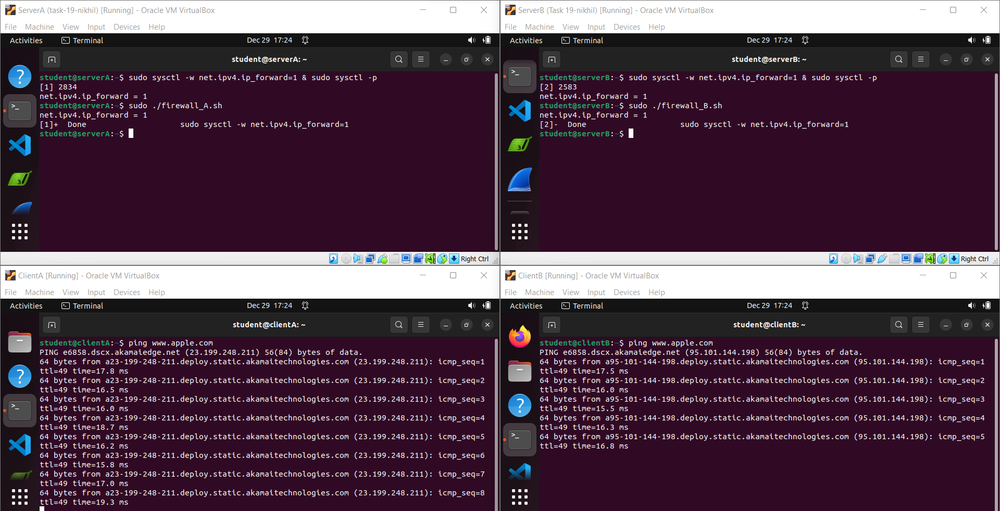 ServerA (task-19-nikhil) [Running] - Oracle VM VirtualBox
File Machine View Input Devices Help
Activities Terminal Dec 29 17:24
student@serverA: ~
student@serverA:~$ sudo sysctl -w net.ipv4.ip_forward=1 & sudo sysctl -p
[1] 2834
net.ipv4.ip_forward = 1
student@serverA:~$ sudo ./firewall_A.sh
net.ipv4.ip_forward = 1
[1]+  Done                    sudo sysctl -w net.ipv4.ip_forward=1
student@serverA:~$
Right Ctrl
ServerB (Task 19-nikhil) [Running] - Oracle VM VirtualBox
File Machine View Input Devices Help
Activities Terminal Dec 29 17:24
student@serverB: ~
student@serverB:~$ sudo sysctl -w net.ipv4.ip_forward=1 & sudo sysctl -p
[2] 2583
net.ipv4.ip_forward = 1
student@serverB:~$ sudo ./firewall_B.sh
net.ipv4.ip_forward = 1
[2]-  Done                    sudo sysctl -w net.ipv4.ip_forward=1
student@serverB:~$
Right Ctrl
ClientA [Running] - Oracle VM VirtualBox
File Machine View Input Devices Help
Activities Terminal Dec 29 17:24
student@clientA: ~
student@clientA:~$ ping www.apple.com
PING e6858.dscx.akamaiedge.net (23.199.248.211) 56(84) bytes of data.
64 bytes from a23-199-248-211.deploy.static.akamaitechnologies.com (23.199.248.211): icmp_seq=1
ttl=49 time=17.8 ms
64 bytes from a23-199-248-211.deploy.static.akamaitechnologies.com (23.199.248.211): icmp_seq=2
ttl=49 time=16.5 ms
64 bytes from a23-199-248-211.deploy.static.akamaitechnologies.com (23.199.248.211): icmp_seq=3
ttl=49 time=16.0 ms
64 bytes from a23-199-248-211.deploy.static.akamaitechnologies.com (23.199.248.211): icmp_seq=4
ttl=49 time=18.7 ms
64 bytes from a23-199-248-211.deploy.static.akamaitechnologies.com (23.199.248.211): icmp_seq=5
ttl=49 time=16.2 ms
64 bytes from a23-199-248-211.deploy.static.akamaitechnologies.com (23.199.248.211): icmp_seq=6
ttl=49 time=15.8 ms
64 bytes from a23-199-248-211.deploy.static.akamaitechnologies.com (23.199.248.211): icmp_seq=7
ttl=49 time=17.0 ms
64 bytes from a23-199-248-211.deploy.static.akamaitechnologies.com (23.199.248.211): icmp_seq=8
ttl=49 time=19.3 ms
ClientB [Running] - Oracle VM VirtualBox
File Machine View Input Devices Help
Activities Terminal Dec 29 17:24
student@clientB: ~
student@clientB:~$ ping www.apple.com
PING e6858.dscx.akamaiedge.net (95.101.144.198) 56(84) bytes of data.
64 bytes from a95-101-144-198.deploy.static.akamaitechnologies.com (95.101.144.198): icmp_seq=1
ttl=49 time=17.5 ms
64 bytes from a95-101-144-198.deploy.static.akamaitechnologies.com (95.101.144.198): icmp_seq=2
ttl=49 time=16.0 ms
64 bytes from a95-101-144-198.deploy.static.akamaitechnologies.com (95.101.144.198): icmp_seq=3
ttl=49 time=15.5 ms
64 bytes from a95-101-144-198.deploy.static.akamaitechnologies.com (95.101.144.198): icmp_seq=4
ttl=49 time=16.3 ms
64 bytes from a95-101-144-198.deploy.static.akamaitechnologies.com (95.101.144.198): icmp_seq=5
ttl=49 time=16.8 ms